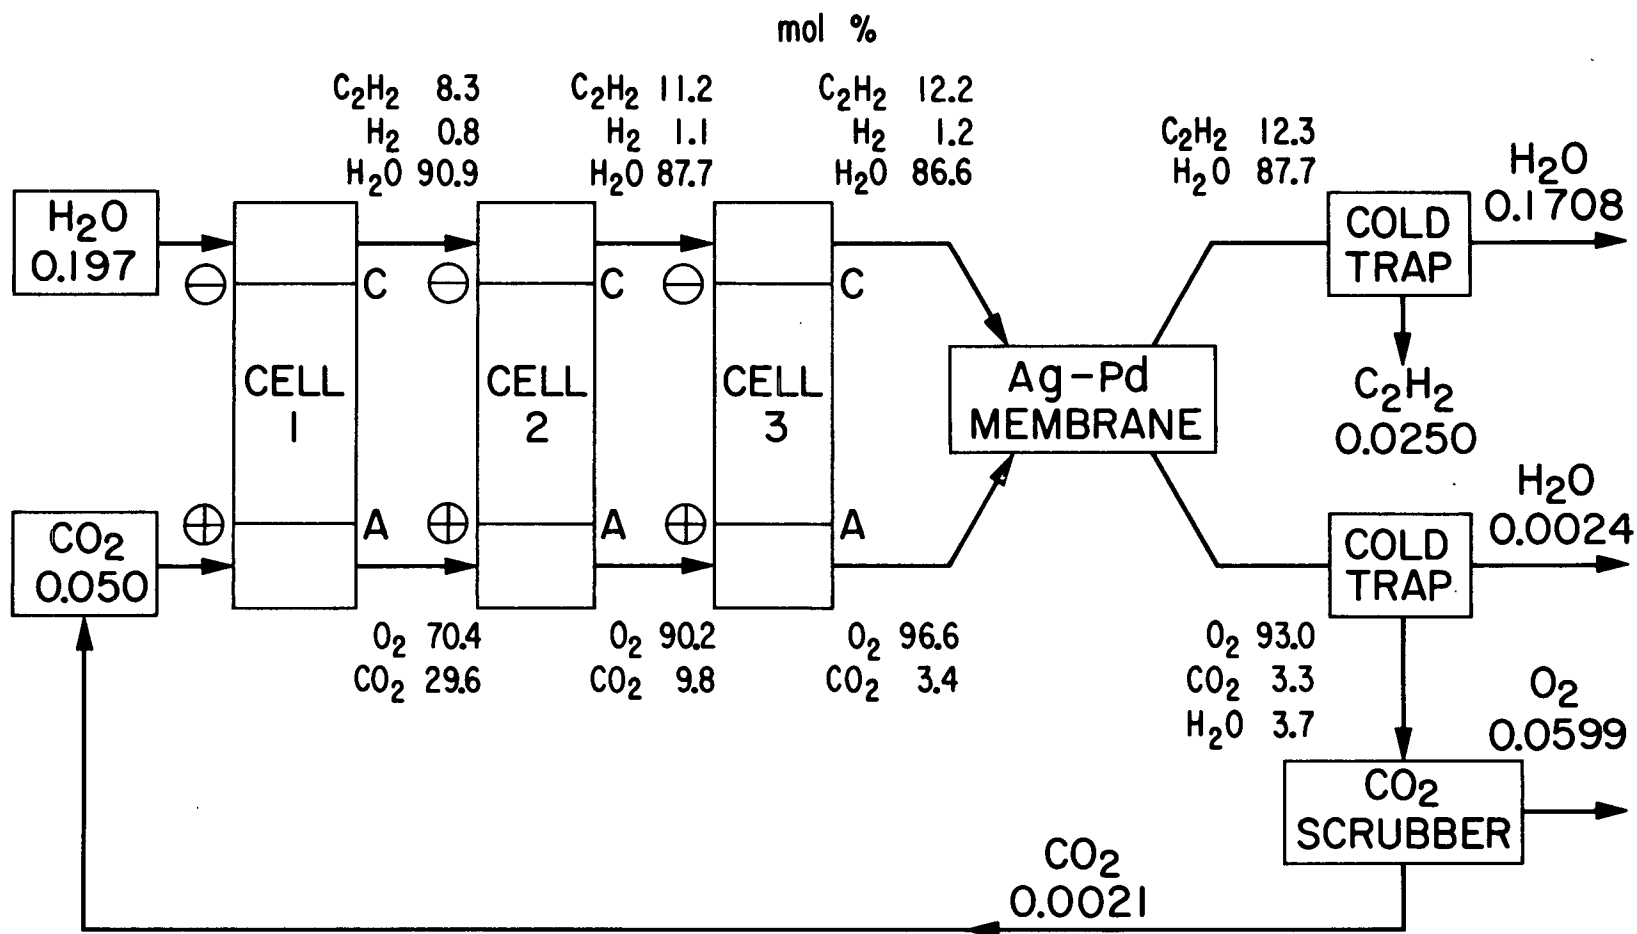 mol %
C₂H₂ 8.3
H₂ 0.8
H₂O 90.9
C₂H₂ 11.2
H₂ 1.1
H₂O 87.7
C₂H₂ 12.2
H₂ 1.2
H₂O 86.6
C₂H₂ 12.3
H₂O 87.7
H₂O
0.1708
H₂O
0.197
COLD
TRAP
⊖
C
⊖
C
⊖
C
CELL
1
CELL
2
CELL
3
Ag-Pd
MEMBRANE
C₂H₂
0.0250
H₂O
0.0024
CO₂
0.050
⊕
A
⊕
A
⊕
A
COLD
TRAP
O₂ 70.4
CO₂ 29.6
O₂ 90.2
CO₂ 9.8
O₂ 96.6
CO₂ 3.4
O₂ 93.0
CO₂ 3.3
H₂O 3.7
O₂
0.0599
CO₂
SCRUBBER
CO₂
0.0021